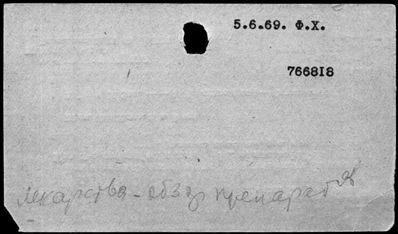 5.6.69. Ф.Х.
766818
лекарства - обзор препаратов